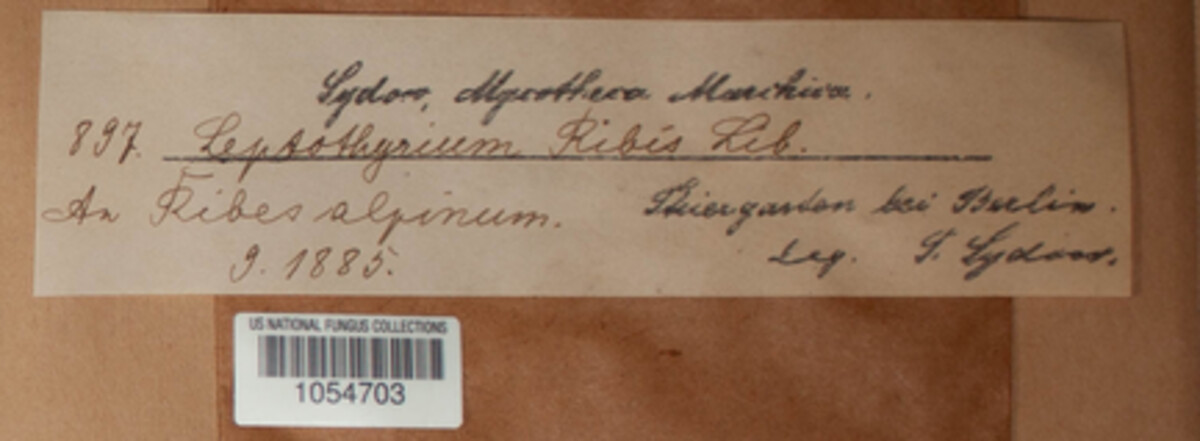 Sydow, Mycotheca Marchica.
897. Leptothyrium Ribis Lib.
An Ribes alpinum. Thiergarten bei Berlin.
9. 1885. Leg. P. Sydow.
US NATIONAL FUNGUS COLLECTIONS
1054703